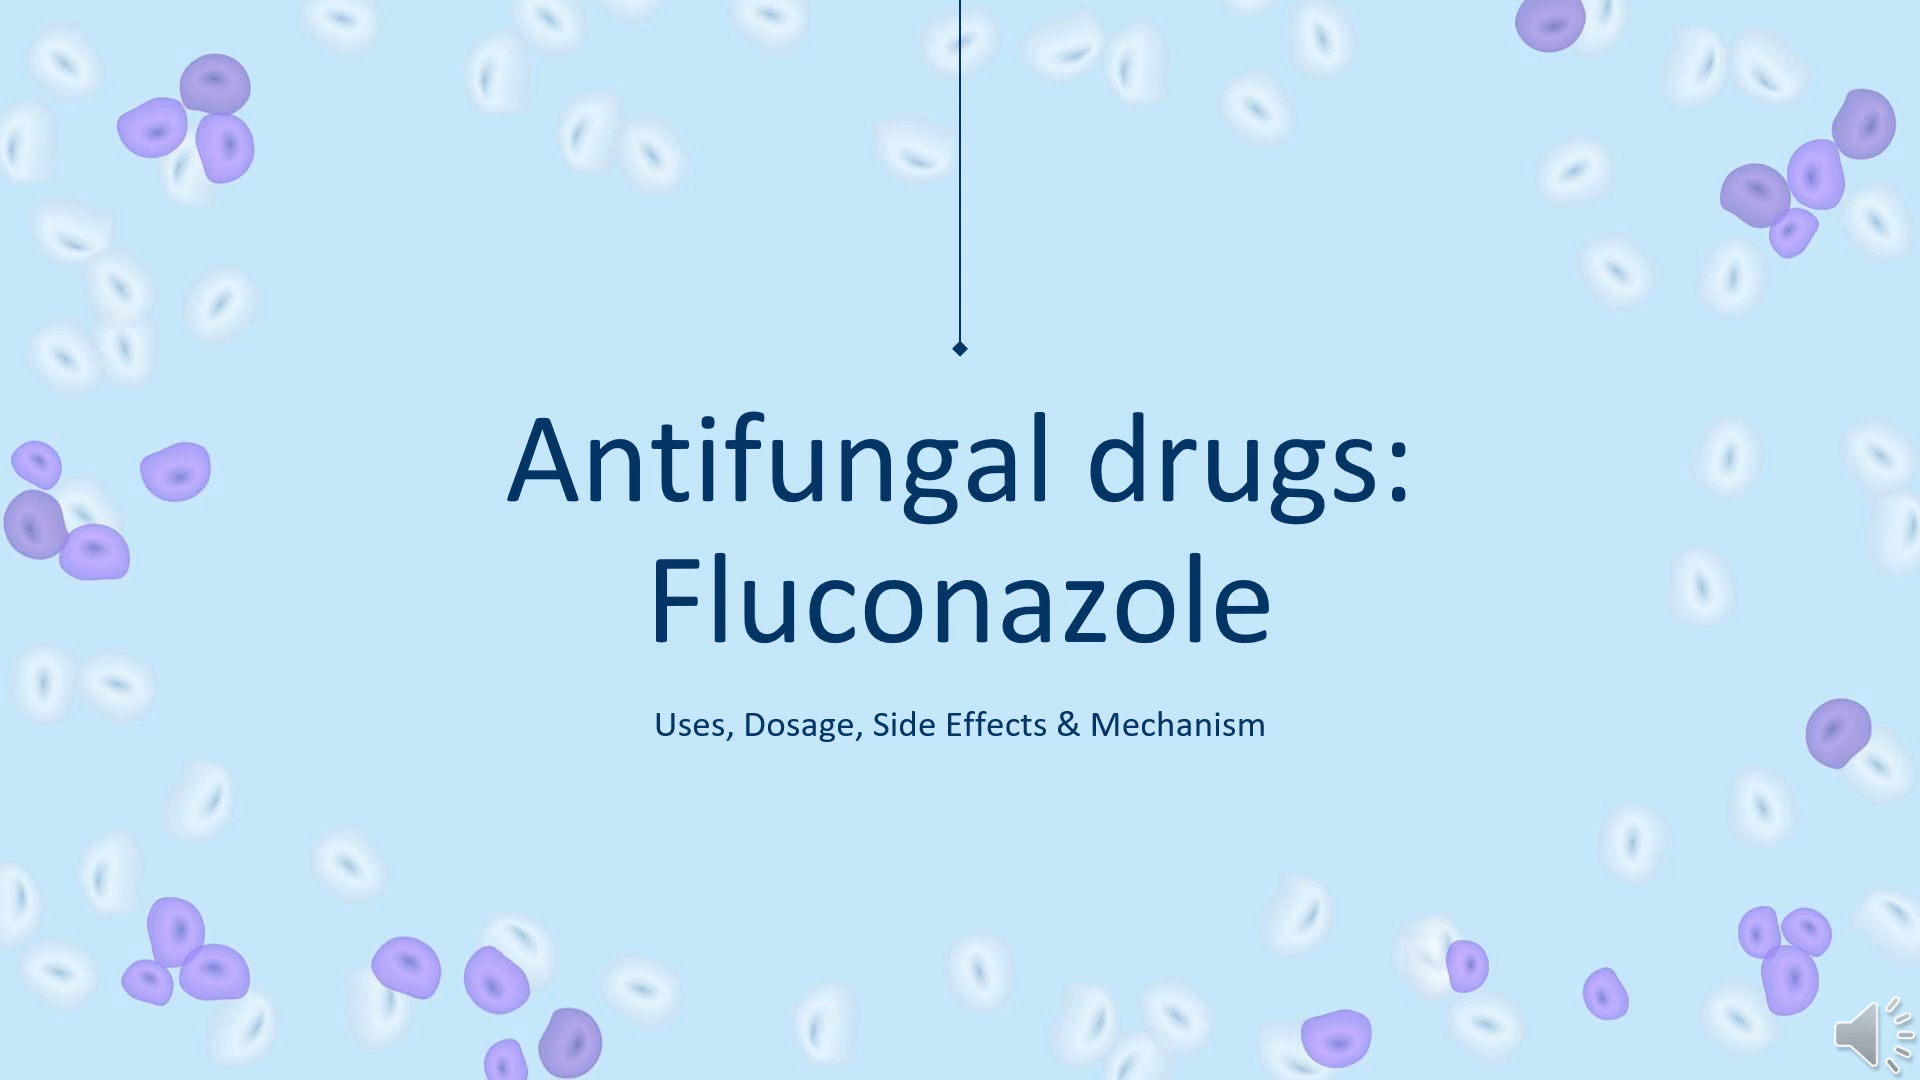 Antifungal drugs:
Fluconazole
Uses, Dosage, Side Effects & Mechanism